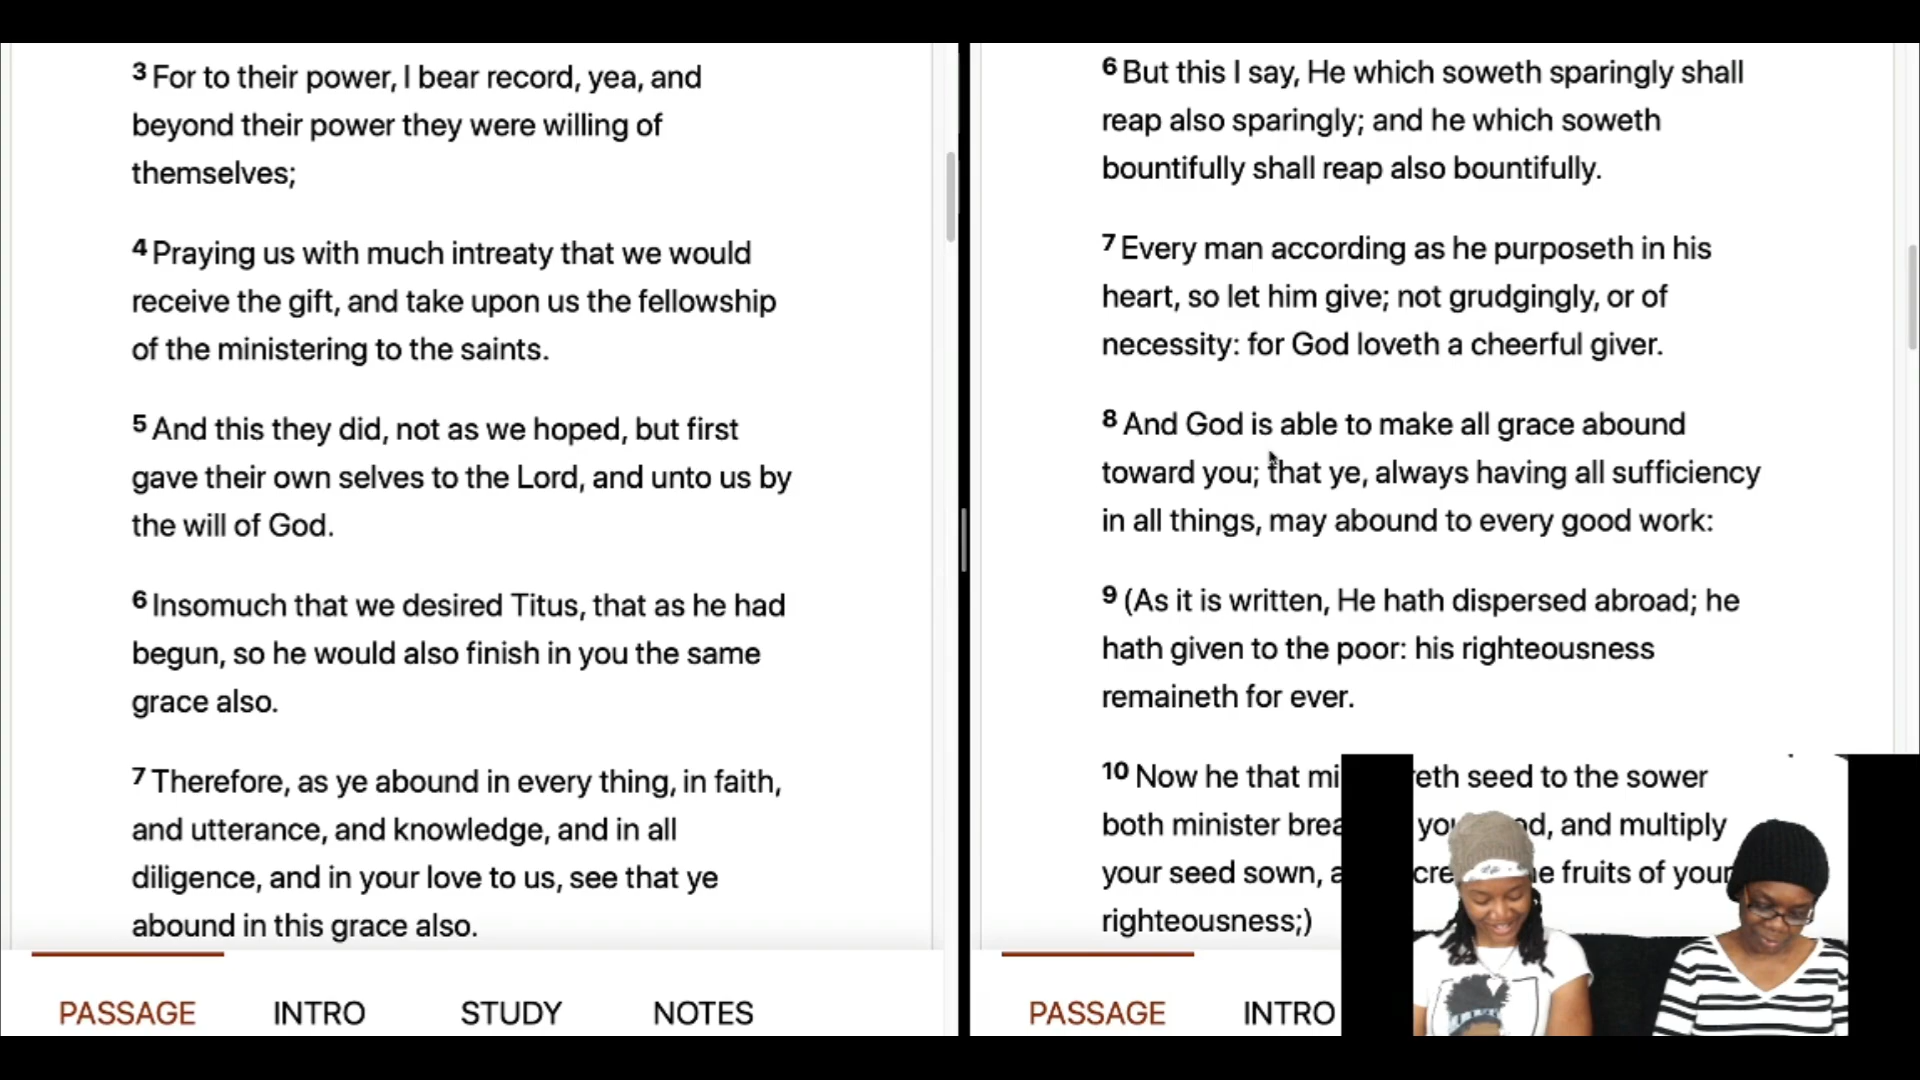 3 For to their power, I bear record, yea, and
beyond their power they were willing of
themselves;
4 Praying us with much intreaty that we would
receive the gift, and take upon us the fellowship
of the ministering to the saints.
5 And this they did, not as we hoped, but first
gave their own selves to the Lord, and unto us by
the will of God.
6 Insomuch that we desired Titus, that as he had
begun, so he would also finish in you the same
grace also.
7 Therefore, as ye abound in every thing, in faith,
and utterance, and knowledge, and in all
diligence, and in your love to us, see that ye
abound in this grace also.
PASSAGE INTRO STUDY NOTES
6 But this I say, He which soweth sparingly shall
reap also sparingly; and he which soweth
bountifully shall reap also bountifully.
7 Every man according as he purposeth in his
heart, so let him give; not grudgingly, or of
necessity: for God loveth a cheerful giver.
8 And God is able to make all grace abound
toward you; that ye, always having all sufficiency
in all things, may abound to every good work:
9 (As it is written, He hath dispersed abroad; he
hath given to the poor: his righteousness
remaineth for ever.
10 Now he that seed to the sower
both minister and multiply
your seed sown, fruits of your
righteousness;)
PASSAGE INTRO